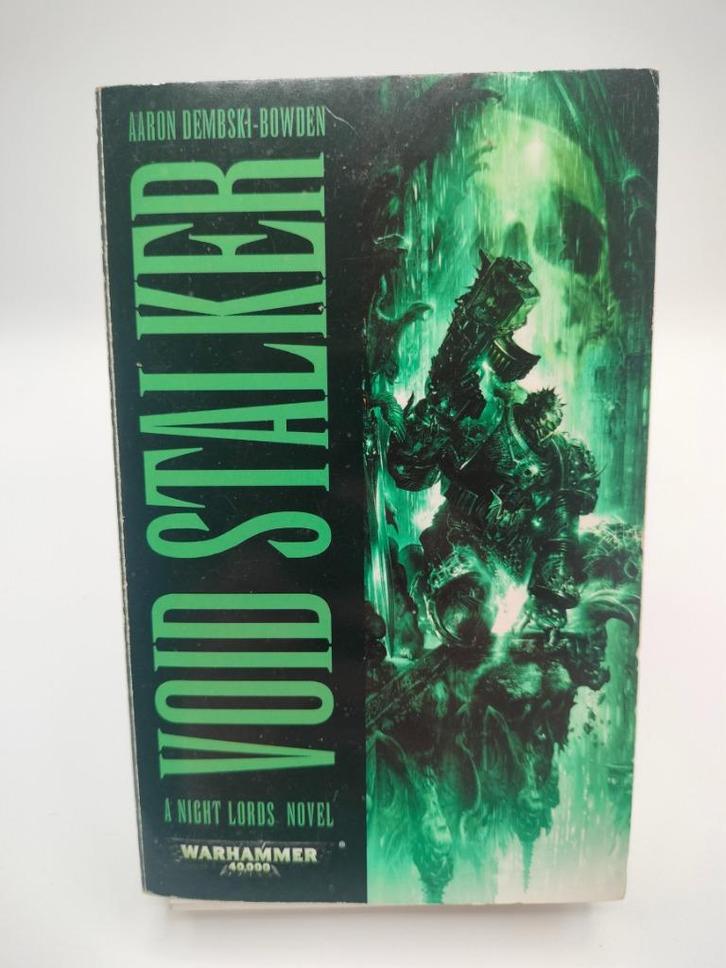 AARON DEMBSKI-BOWDEN
VOID STALKER
A NIGHT LORDS NOVEL
WARHAMMER
40,000